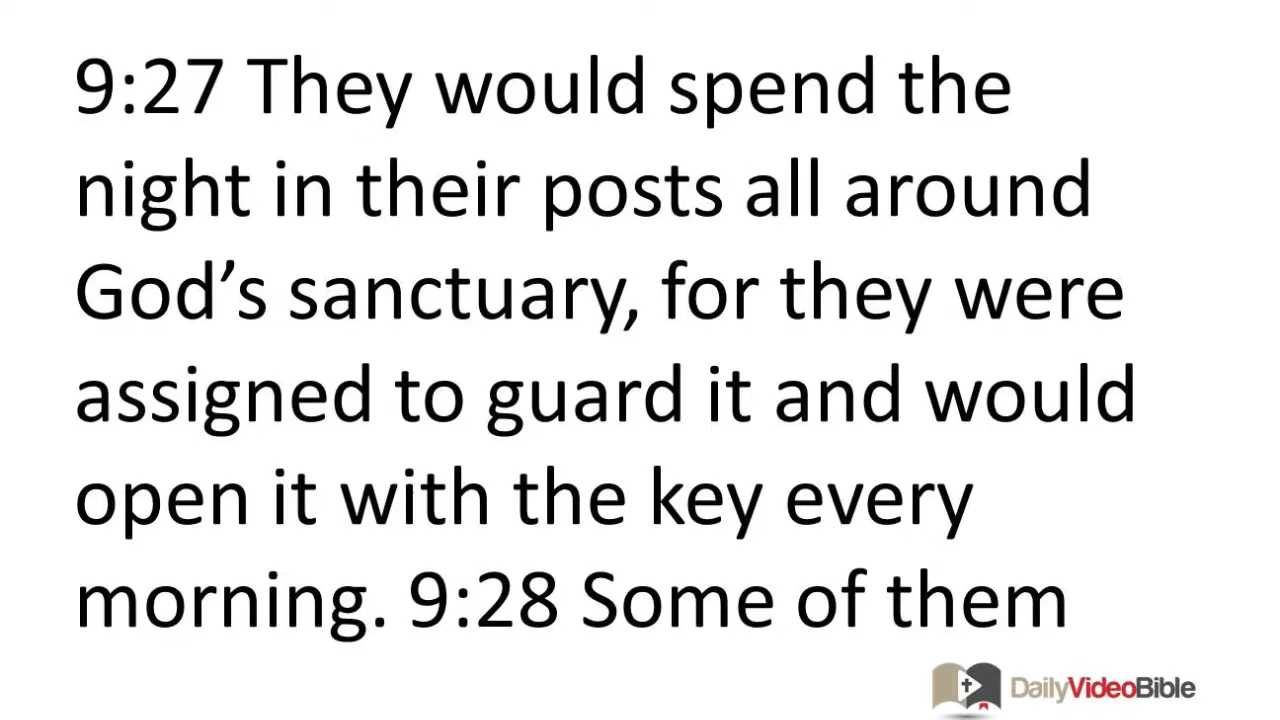 9:27 They would spend the
night in their posts all around
God’s sanctuary, for they were
assigned to guard it and would
open it with the key every
morning. 9:28 Some of them
DailyVideoBible